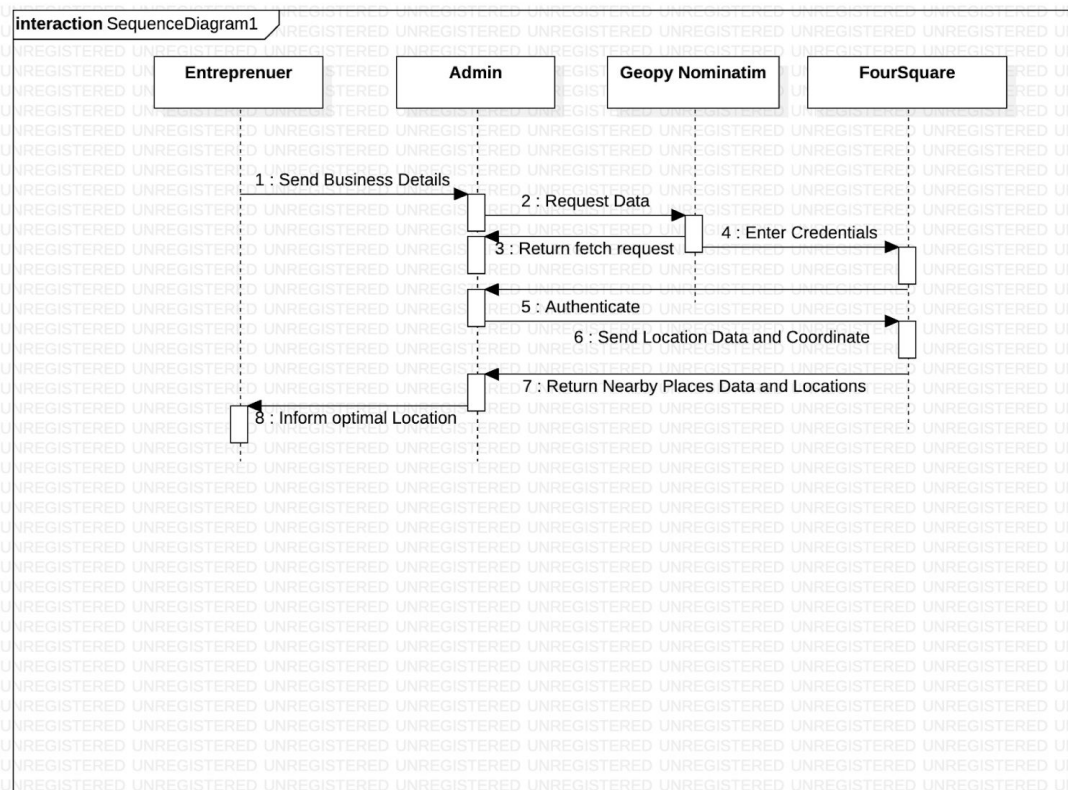 interaction SequenceDiagram1
Entreprenuer
Admin
Geopy Nominatim
FourSquare
1 : Send Business Details
2 : Request Data
3 : Return fetch request
4 : Enter Credentials
5 : Authenticate
6 : Send Location Data and Coordinate
7 : Return Nearby Places Data and Locations
8 : Inform optimal Location
UNREGISTERED